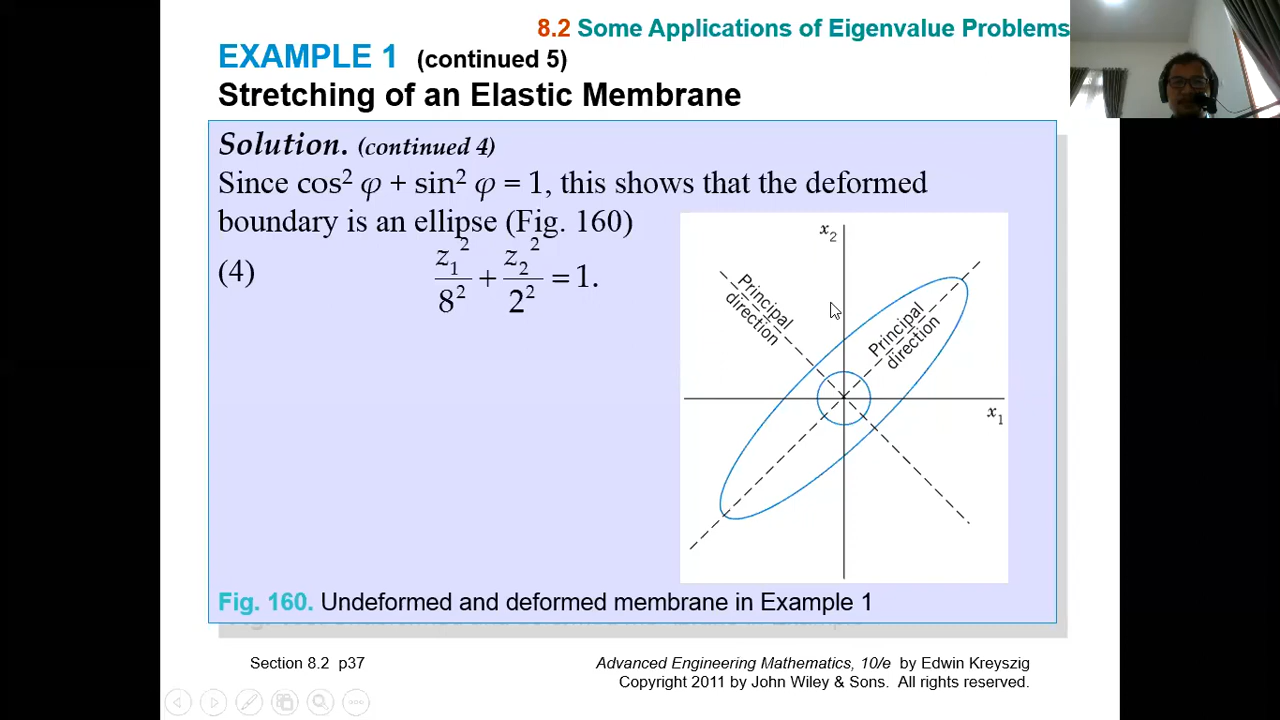 8.2 Some Applications of Eigenvalue Problems
EXAMPLE 1 (continued 5)
Stretching of an Elastic Membrane
Solution. (continued 4)
Since cos² φ + sin² φ = 1, this shows that the deformed
boundary is an ellipse (Fig. 160)
(4) z₁²/8² + z₂²/2² = 1.
x₂
Principal
direction
Principal
direction
x₁
Fig. 160. Undeformed and deformed membrane in Example 1
Section 8.2 p37
Advanced Engineering Mathematics, 10/e by Edwin Kreyszig
Copyright 2011 by John Wiley & Sons. All rights reserved.